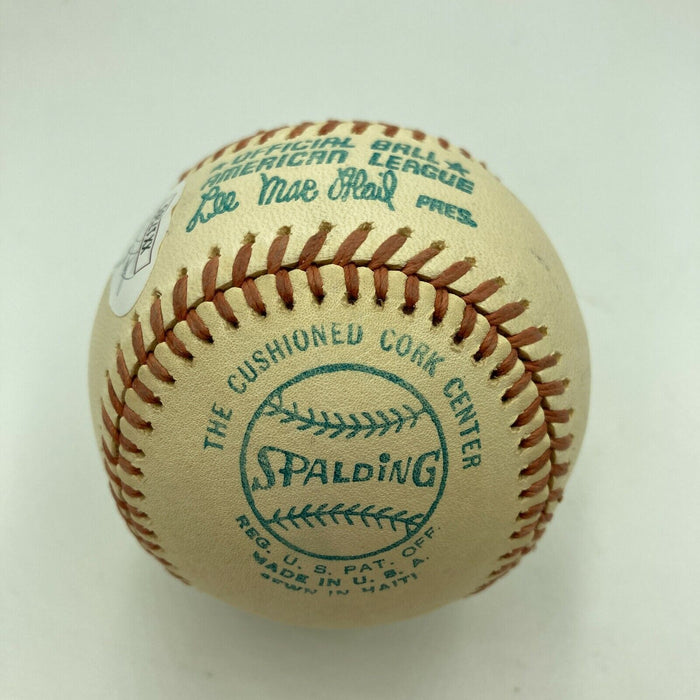 ★ OFFICIAL BALL ★
AMERICAN LEAGUE
Lee MacPhail PRES.
THE CUSHIONED CORK CENTER
SPALDING
REG. U. S. PAT. OFF.
MADE IN U. S. A.
SEWN IN HAITI